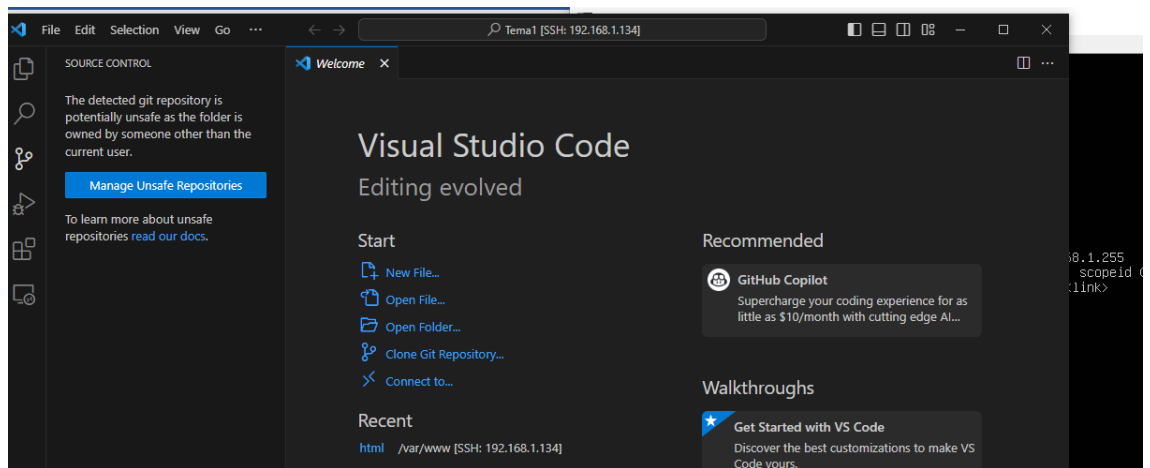 File Edit Selection View Go ···
Tema1 [SSH: 192.168.1.134]
SOURCE CONTROL
The detected git repository is
potentially unsafe as the folder is
owned by someone other than the
current user.
Manage Unsafe Repositories
To learn more about unsafe
repositories read our docs.
Welcome
Visual Studio Code
Editing evolved
Start
New File...
Open File...
Open Folder...
Clone Git Repository...
Connect to...
Recent
html /var/www [SSH: 192.168.1.134]
Recommended
GitHub Copilot
Supercharge your coding experience for as
little as $10/month with cutting edge AI...
Walkthroughs
Get Started with VS Code
Discover the best customizations to make VS
Code yours.
8.1.255
scopeid
link>